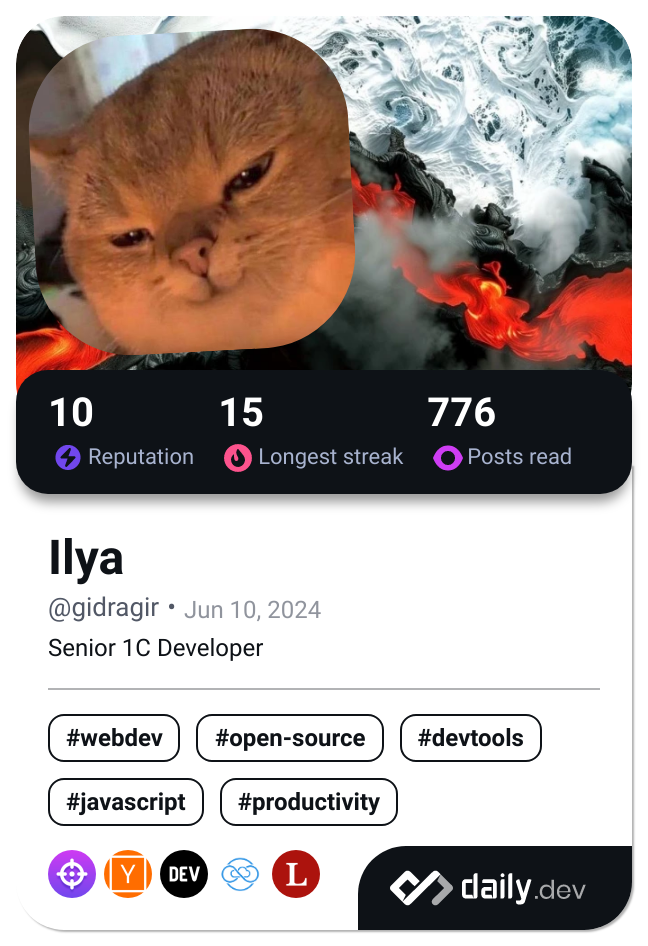 10 15 776
Reputation Longest streak Posts read
Ilya
@gidragir • Jun 10, 2024
Senior 1C Developer
#webdev #open-source #devtools
#javascript #productivity
Y DEV L
daily.dev